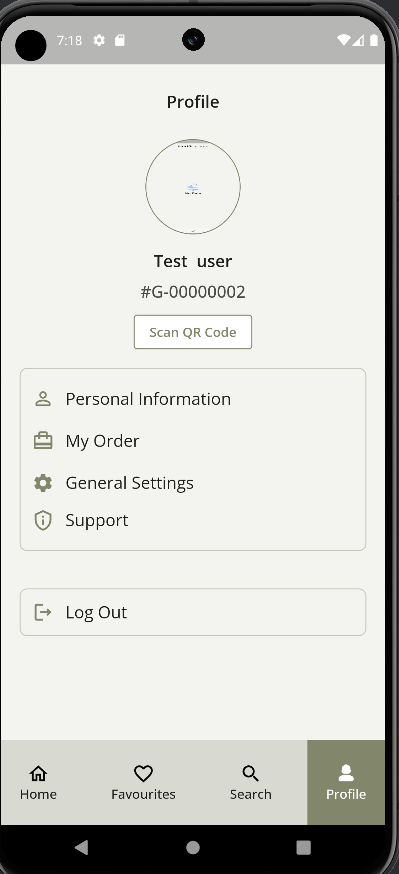 7:18
Profile
Test user
#G-00000002
Scan QR Code
Personal Information
My Order
General Settings
Support
Log Out
Home Favourites Search Profile